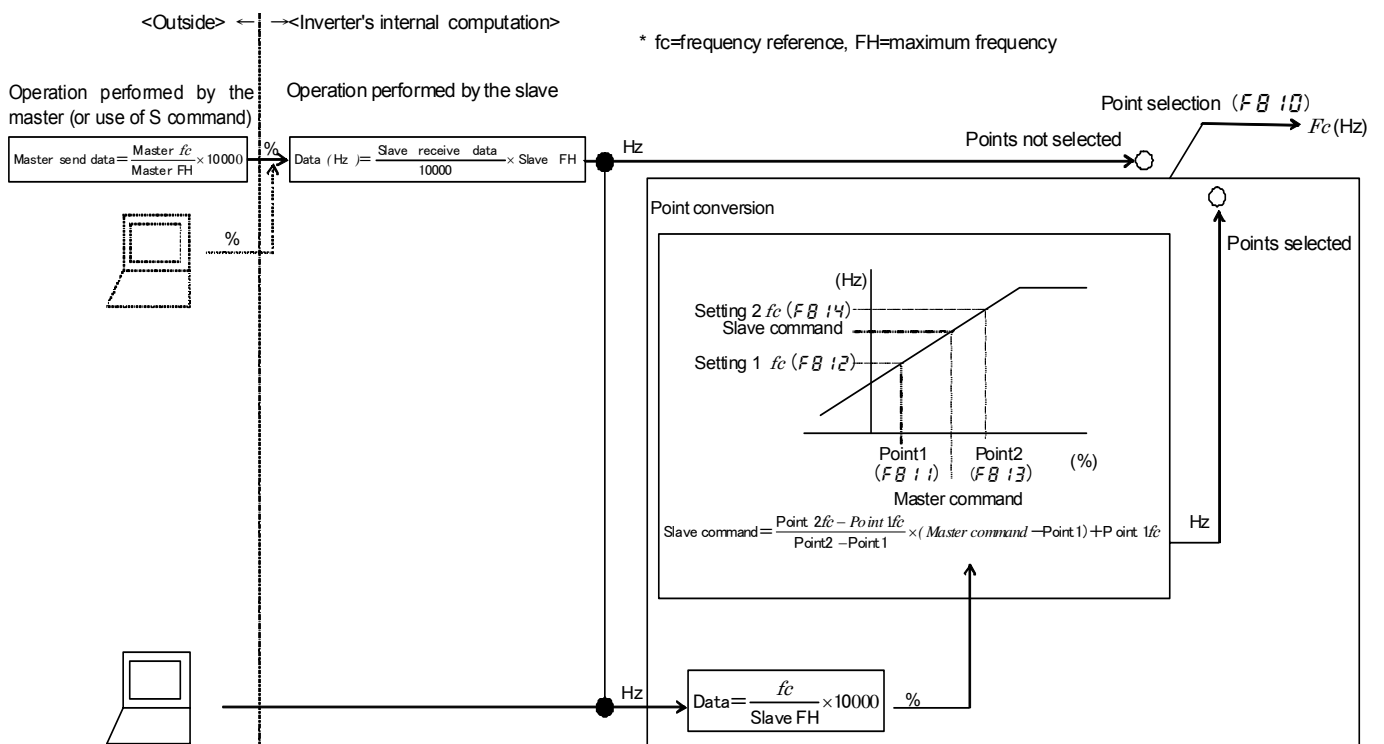 <Outside> ← →<Inverter's internal computation>
* fc=frequency reference, FH=maximum frequency
Operation performed by the
master (or use of S command)
Operation performed by the slave
Point selection (F810)
Fc (Hz)
Points not selected
Master send data=Master fc/Master FH×10000
%
Data (Hz)=Slave receive data/10000× Slave FH
Hz
%
Point conversion
Points selected
(Hz)
Setting 2 fc (F814)
Slave command
Setting 1 fc (F812)
Point1
(F811)
Point2
(F813)
(%)
Master command
Slave command=Point 2fc–Point 1fc/Point2–Point1×(Master command–Point1)+Point 1fc
Hz
Hz
Data=fc/Slave FH×10000
%